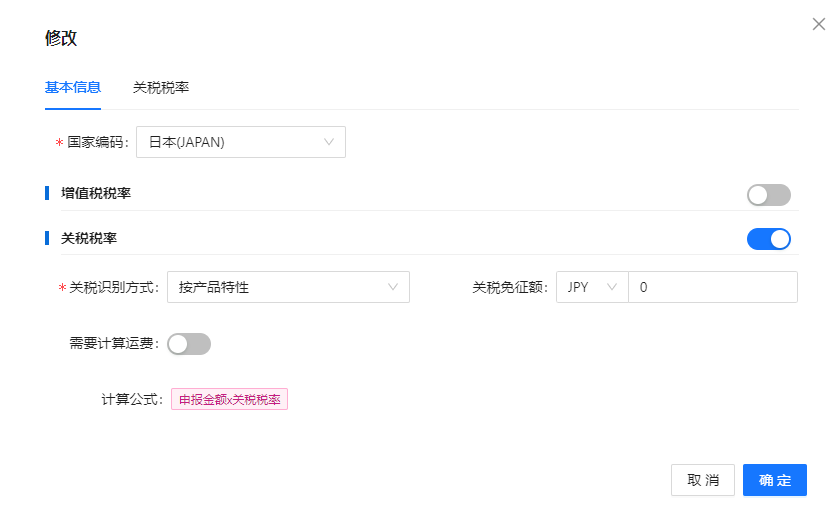 修改
基本信息 关税税率
* 国家编码: 日本(JAPAN)
增值税税率
关税税率
* 关税识别方式: 按产品特性 关税免征额: JPY 0
需要计算运费:
计算公式: 申报金额x关税税率
取 消 确 定